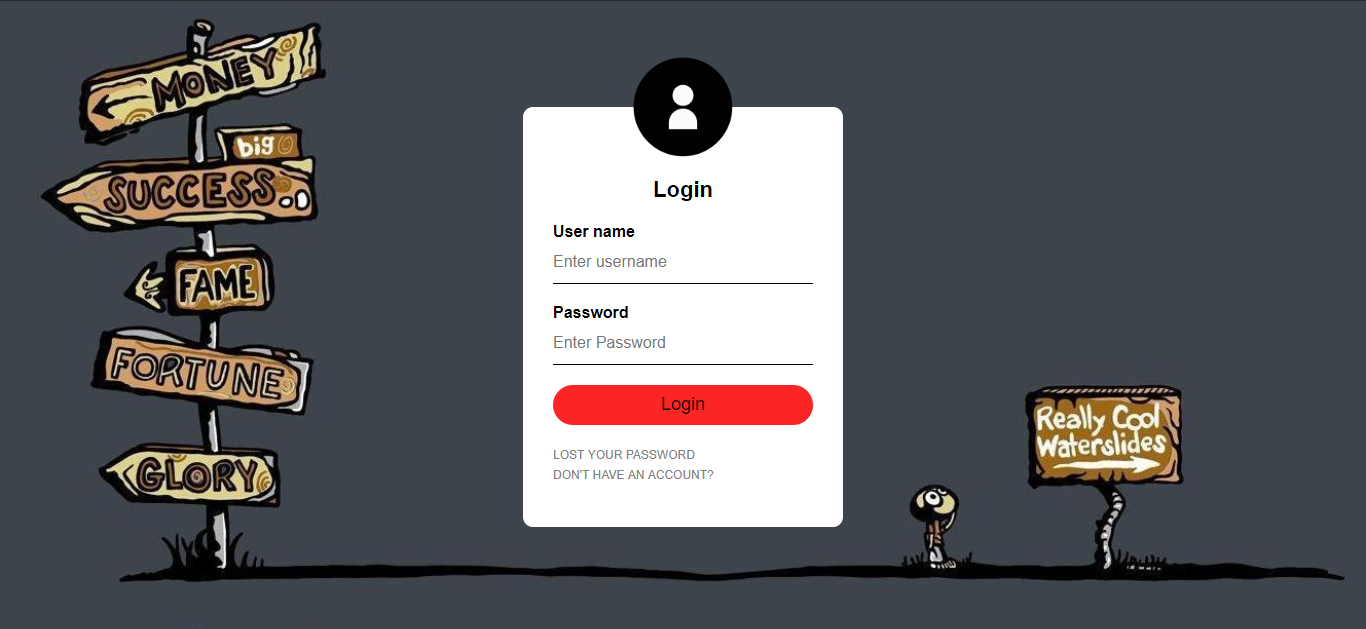 MONEY
big
SUCCESS
FAME
FORTUNE
GLORY
Login
User name
Enter username
Password
Enter Password
Login
LOST YOUR PASSWORD
DON'T HAVE AN ACCOUNT?
Really Cool
Waterslides